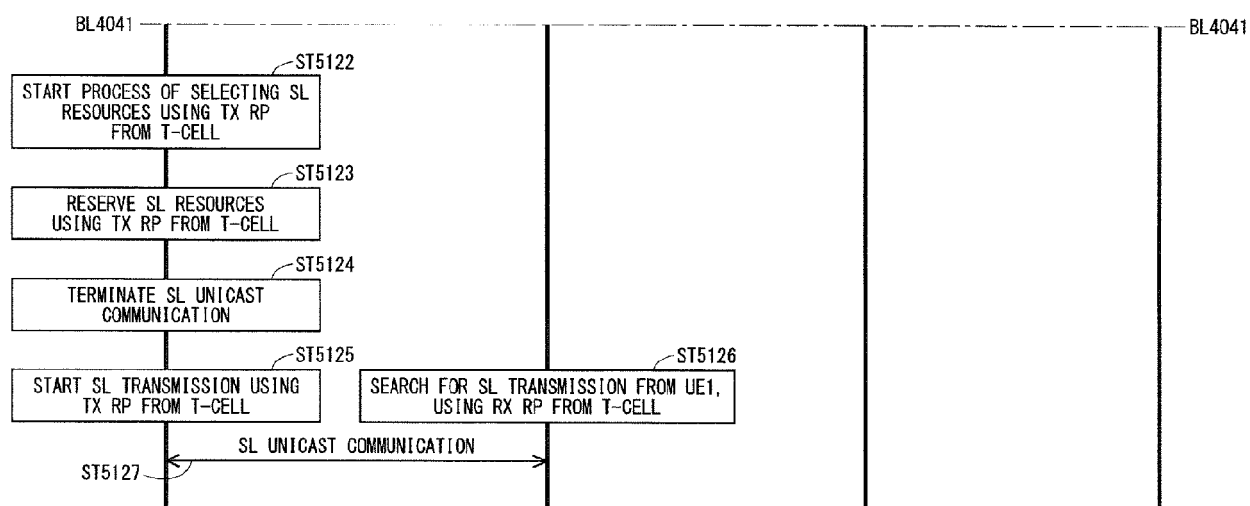 BL4041
BL4041
ST5122
START PROCESS OF SELECTING SL
RESOURCES USING TX RP
FROM T-CELL
ST5123
RESERVE SL RESOURCES
USING TX RP FROM T-CELL
ST5124
TERMINATE SL UNICAST
COMMUNICATION
ST5125
START SL TRANSMISSION USING
TX RP FROM T-CELL
ST5126
SEARCH FOR SL TRANSMISSION FROM UE1,
USING RX RP FROM T-CELL
SL UNICAST COMMUNICATION
ST5127